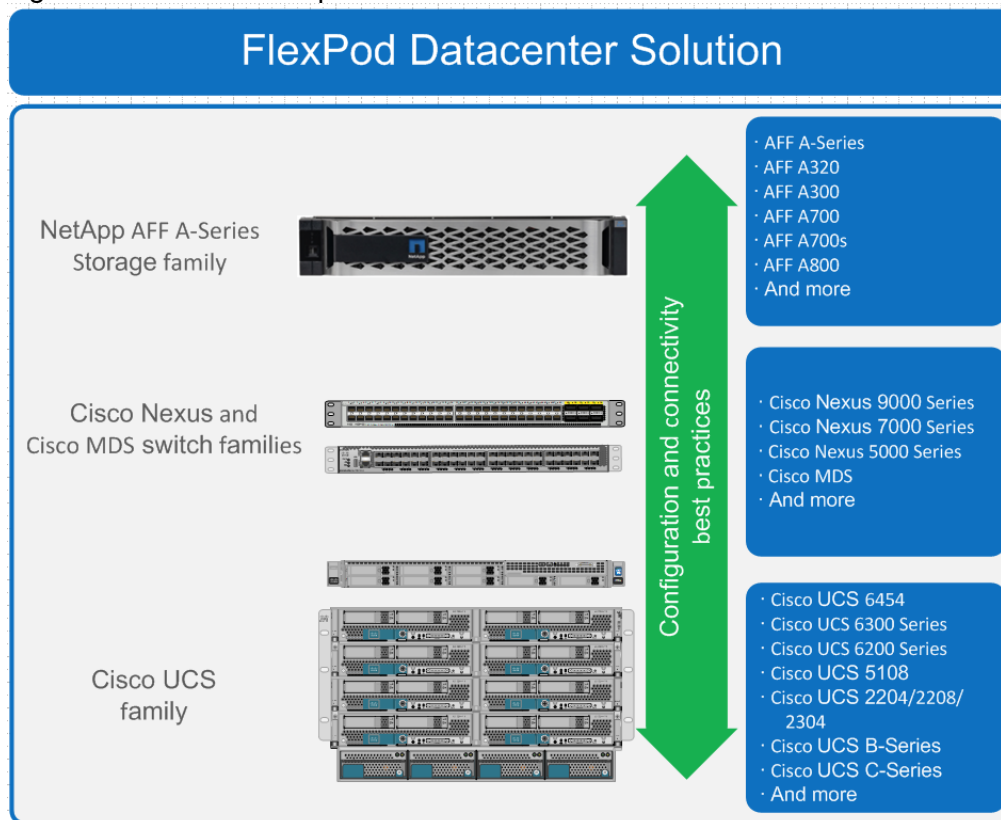 FlexPod Datacenter Solution
NetApp AFF A-Series
Storage family
NetApp
· AFF A-Series
· AFF A320
· AFF A300
· AFF A700
· AFF A700s
· AFF A800
· And more
Configuration and connectivity
best practices
Cisco Nexus and
Cisco MDS switch families
· Cisco Nexus 9000 Series
· Cisco Nexus 7000 Series
· Cisco Nexus 5000 Series
· Cisco MDS
· And more
Cisco UCS
family
· Cisco UCS 6454
· Cisco UCS 6300 Series
· Cisco UCS 6200 Series
· Cisco UCS 5108
· Cisco UCS 2204/2208/
2304
· Cisco UCS B-Series
· Cisco UCS C-Series
· And more